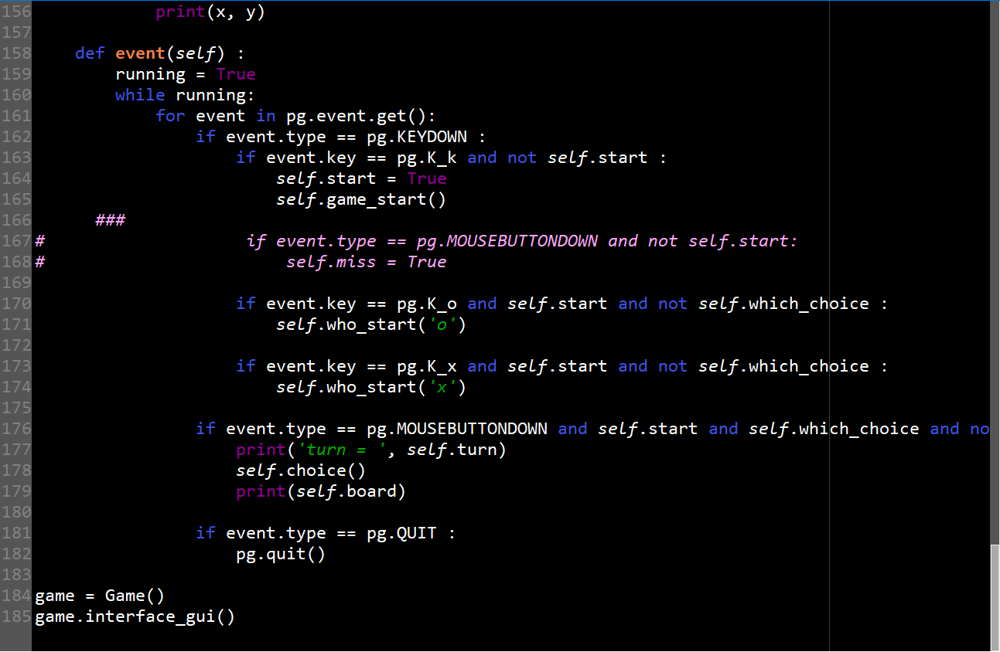 156 print(x, y)
157
158 def event(self) :
159 running = True
160 while running:
161 for event in pg.event.get():
162 if event.type == pg.KEYDOWN :
163 if event.key == pg.K_k and not self.start :
164 self.start = True
165 self.game_start()
166 ###
167 # if event.type == pg.MOUSEBUTTONDOWN and not self.start:
168 # self.miss = True
169
170 if event.key == pg.K_o and self.start and not self.which_choice :
171 self.who_start('o')
172
173 if event.key == pg.K_x and self.start and not self.which_choice :
174 self.who_start('x')
175
176 if event.type == pg.MOUSEBUTTONDOWN and self.start and self.which_choice and no
177 print('turn = ', self.turn)
178 self.choice()
179 print(self.board)
180
181 if event.type == pg.QUIT :
182 pg.quit()
183
184 game = Game()
185 game.interface_gui()